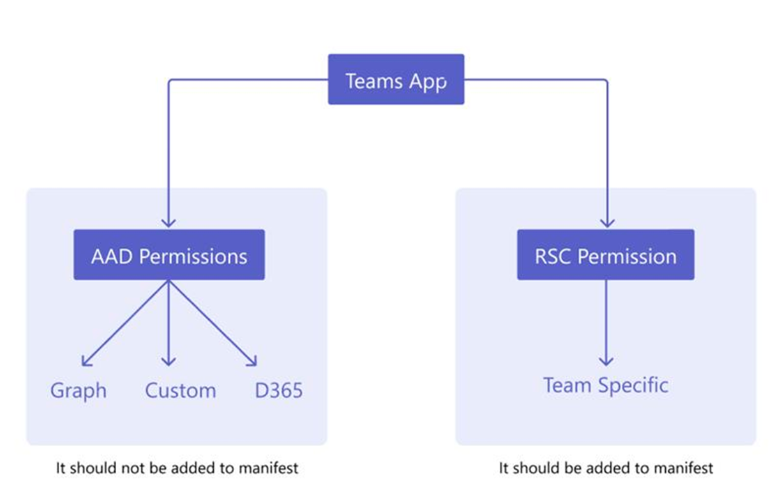 Teams App
AAD Permissions
RSC Permission
Graph
Custom
D365
Team Specific
It should not be added to manifest
It should be added to manifest